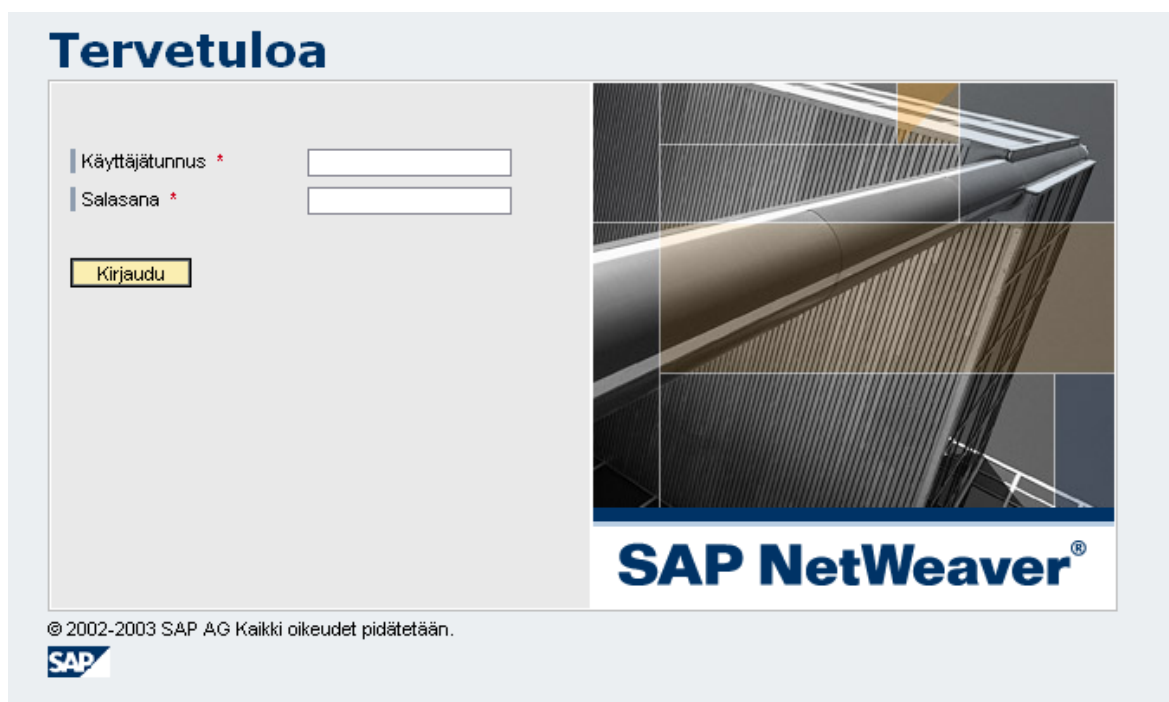 Tervetuloa
Käyttäjätunnus *
Salasana *
Kirjaudu
SAP NetWeaver®
© 2002-2003 SAP AG Kaikki oikeudet pidätetään.
SAP